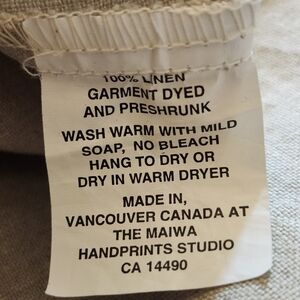 100% LINEN
GARMENT DYED
AND PRESHRUNK
WASH WARM WITH MILD
SOAP, NO BLEACH
HANG TO DRY OR
DRY IN WARM DRYER
MADE IN,
VANCOUVER CANADA AT
THE MAIWA
HANDPRINTS STUDIO
CA 14490